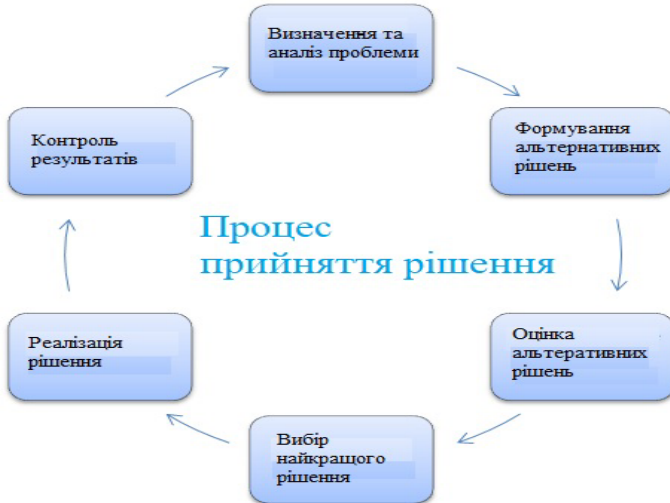 Визначення та
аналіз проблеми
Формування
альтернативних
рішень
Оцінка
альтеративних
рішень
Вибір
найкращого
рішення
Реалізація
рішення
Контроль
результатів
Процес
прийняття рішення